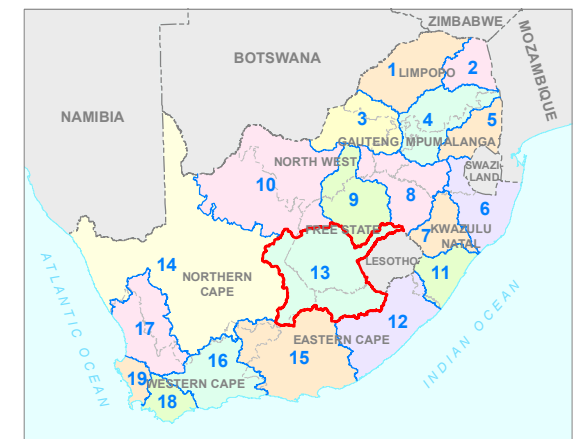 ZIMBABWE
MOZAMBIQUE
BOTSWANA
1
LIMPOPO
2
NAMIBIA
3
4
5
GAUTENG
MPUMALANGA
NORTH WEST
SWAZI-
LAND
10
9
8
6
FREE STATE
7
KWAZULU
NATAL
14
13
LESOTHO
11
NORTHERN
CAPE
ATLANTIC OCEAN
INDIAN OCEAN
12
17
EASTERN CAPE
16
15
19
WESTERN CAPE
18